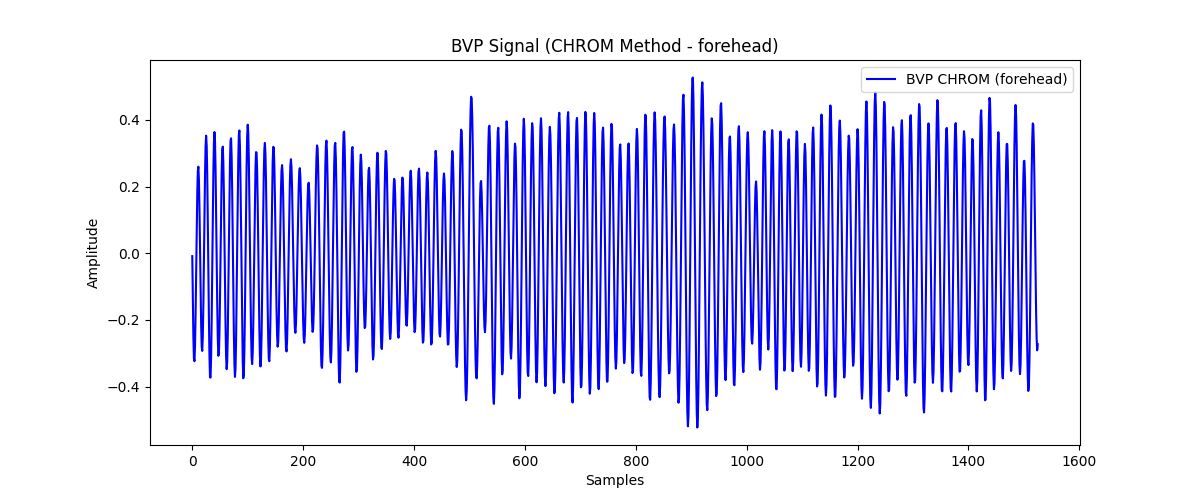 BVP Signal (CHROM Method - forehead)
BVP CHROM (forehead)
Amplitude
0.4
0.2
0.0
−0.2
−0.4
0 200 400 600 800 1000 1200 1400 1600
Samples